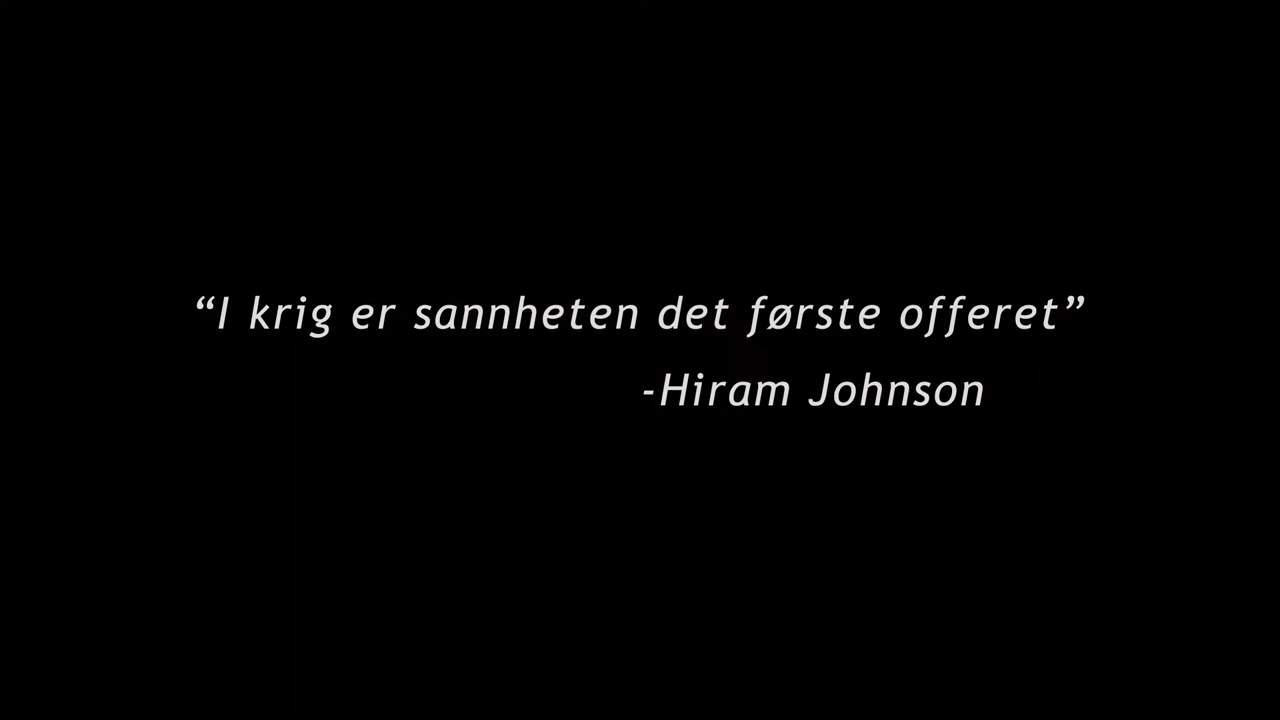 “I krig er sannheten det første offeret”
-Hiram Johnson